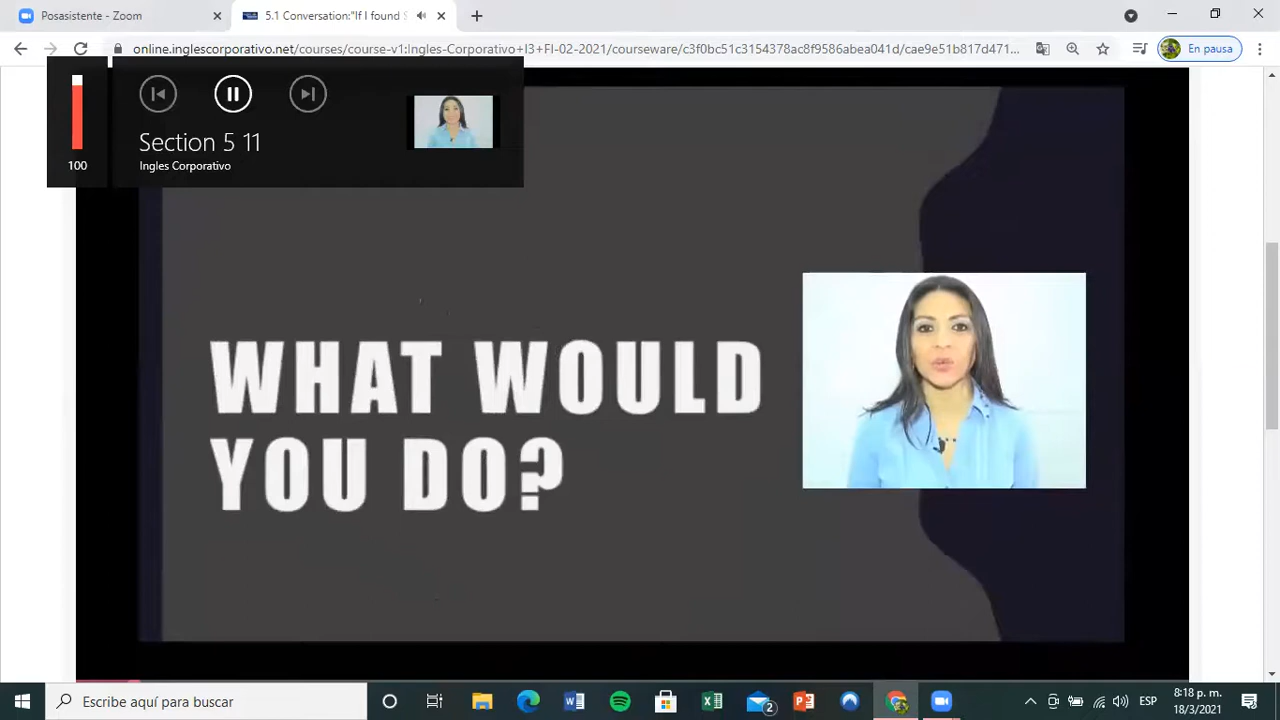 Posasistente - Zoom
5.1 Conversation:"If I found S
online.inglescorporativo.net/courses/course-v1:Ingles-Corporativo+I3+FI-02-2021/courseware/c3f0bc51c3154378ac8f9586abea041d/cae9e51b817d471...
En pausa
Section 5 11
100
Ingles Corporativo
WHAT WOULD
YOU DO?
Escribe aquí para buscar
2
ESP
8:18 p. m.
18/3/2021